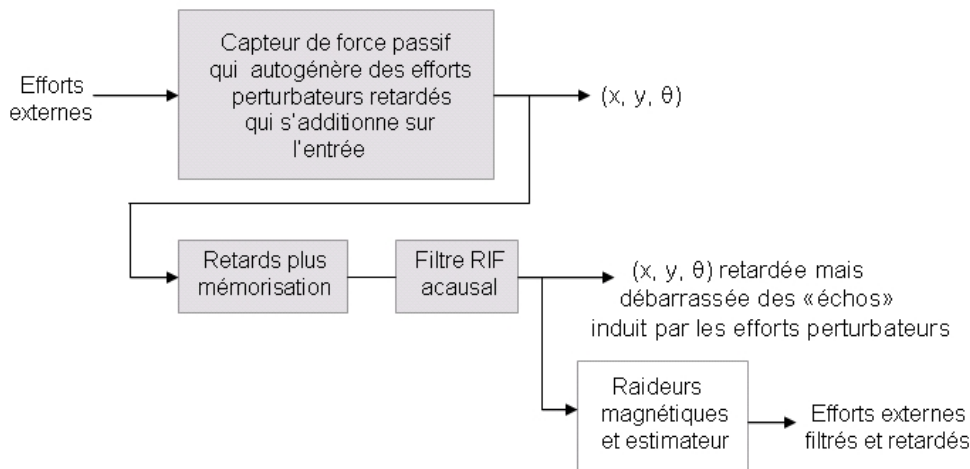 Capteur de force passif
qui autogénère des efforts
perturbateurs retardés
qui s'additionne sur
l'entrée
Efforts
externes
(x, y, θ)
Retards plus
mémorisation
Filtre RIF
acausal
(x, y, θ) retardée mais
débarrassée des «échos»
induit par les efforts perturbateurs
Raideurs
magnétiques
et estimateur
Efforts externes
filtrés et retardés